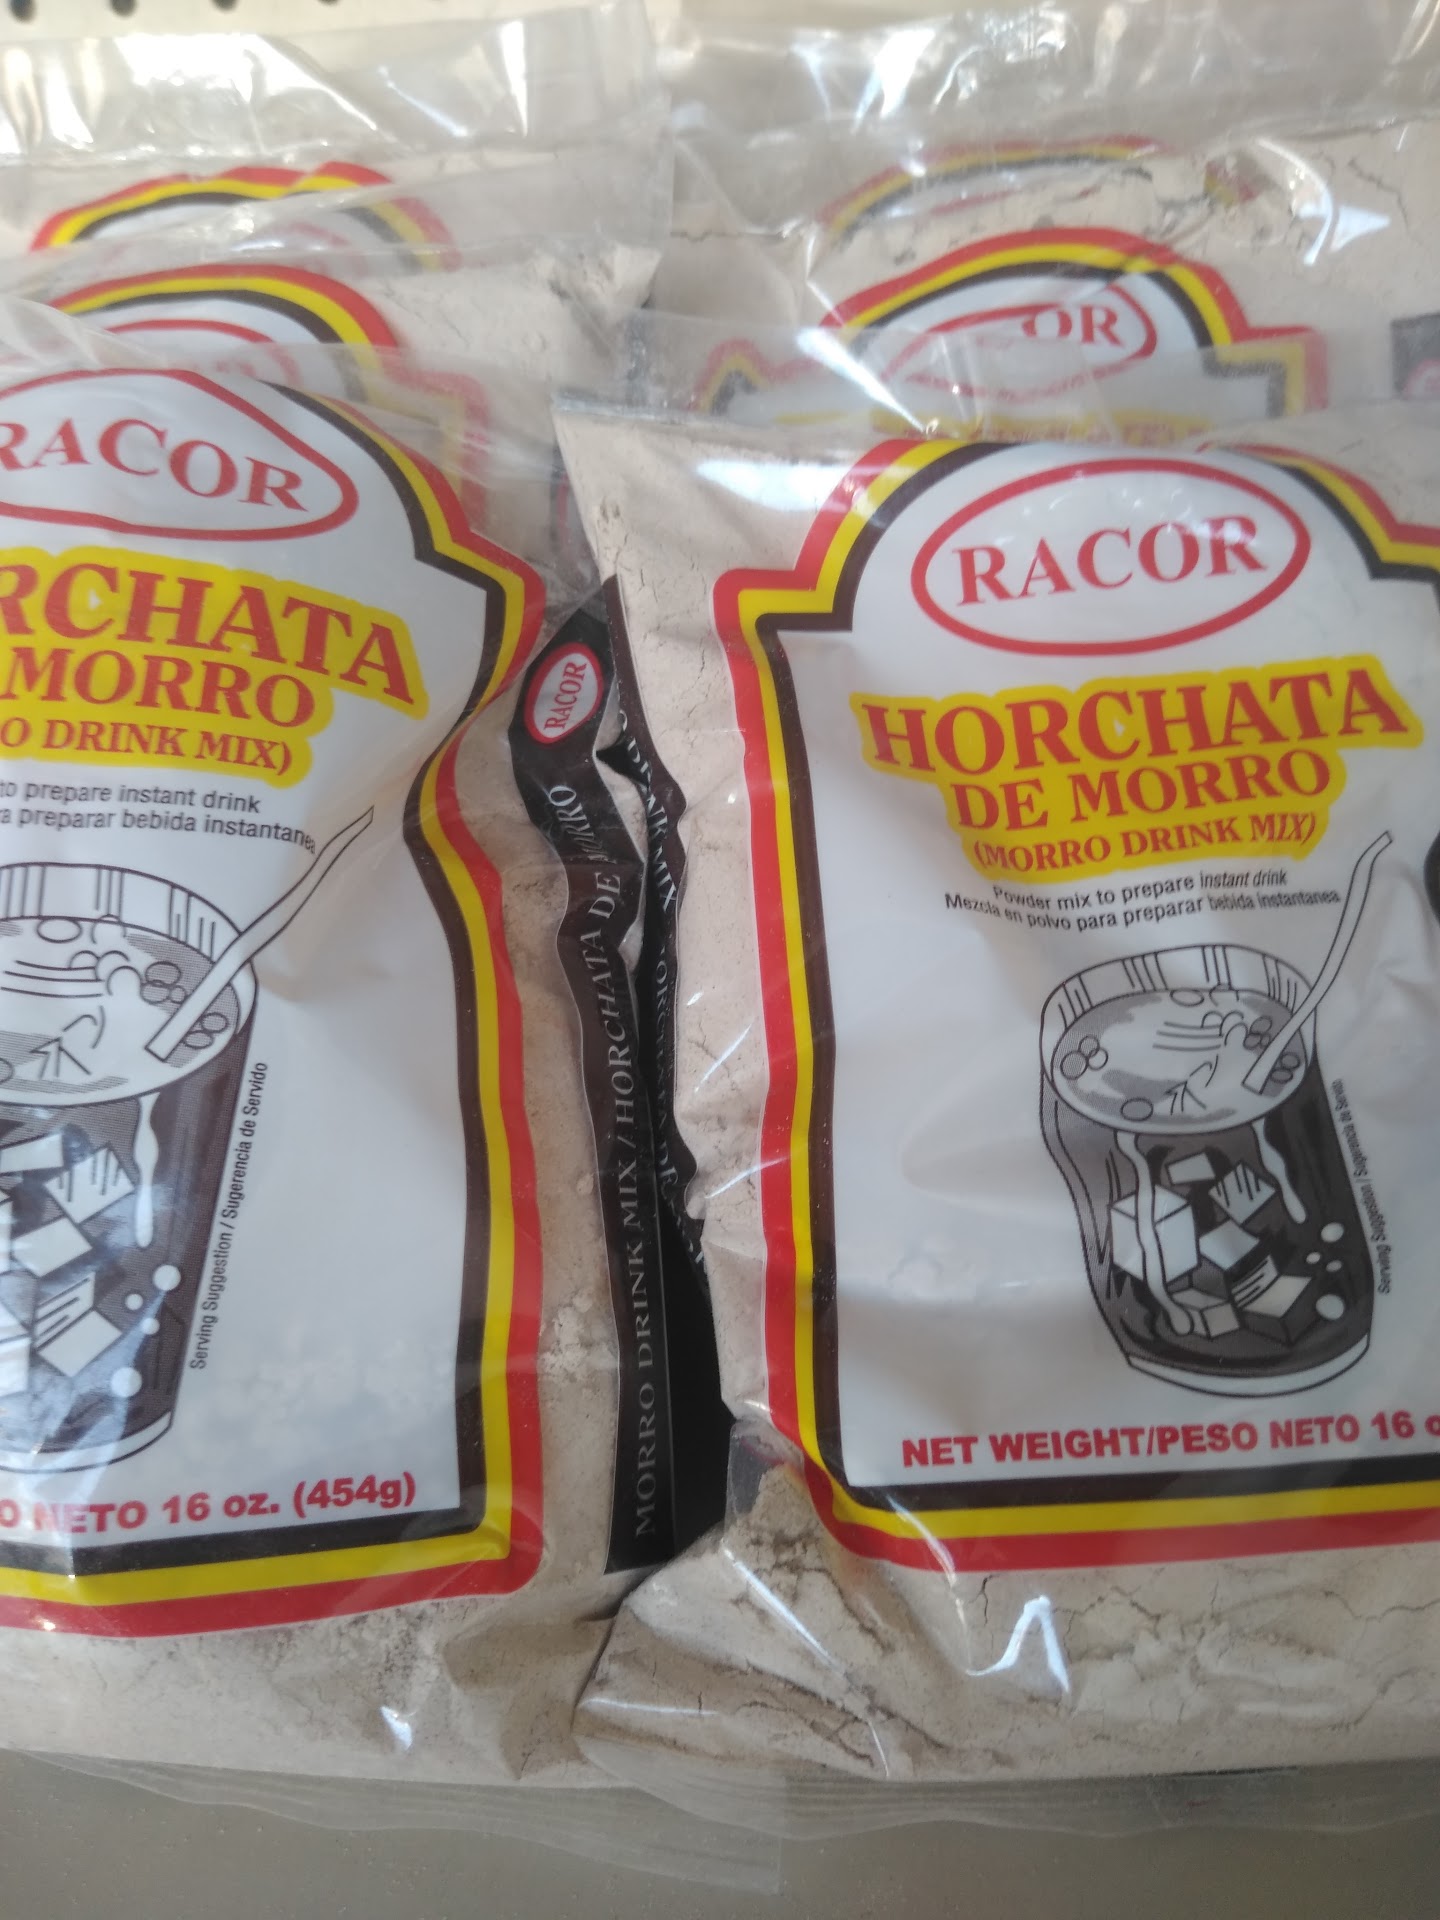 OR
RACOR
RCHATA
MORRO
O DRINK MIX)
to prepare instant drink
a preparar bebida instantanea
Serving Suggestion / Sugerencia de Servido
O NETO 16 oz. (454g)
RACOR
MORRO DRINK MIX / HORCHATA DE MORRO
DRINK MIX
RACOR
HORCHATA
DE MORRO
(MORRO DRINK MIX)
Powder mix to prepare instant drink
Mezcla en polvo para preparar bebida instantanea
Serving Suggestion / Sugerencia de Servido
NET WEIGHT/PESO NETO 16 o